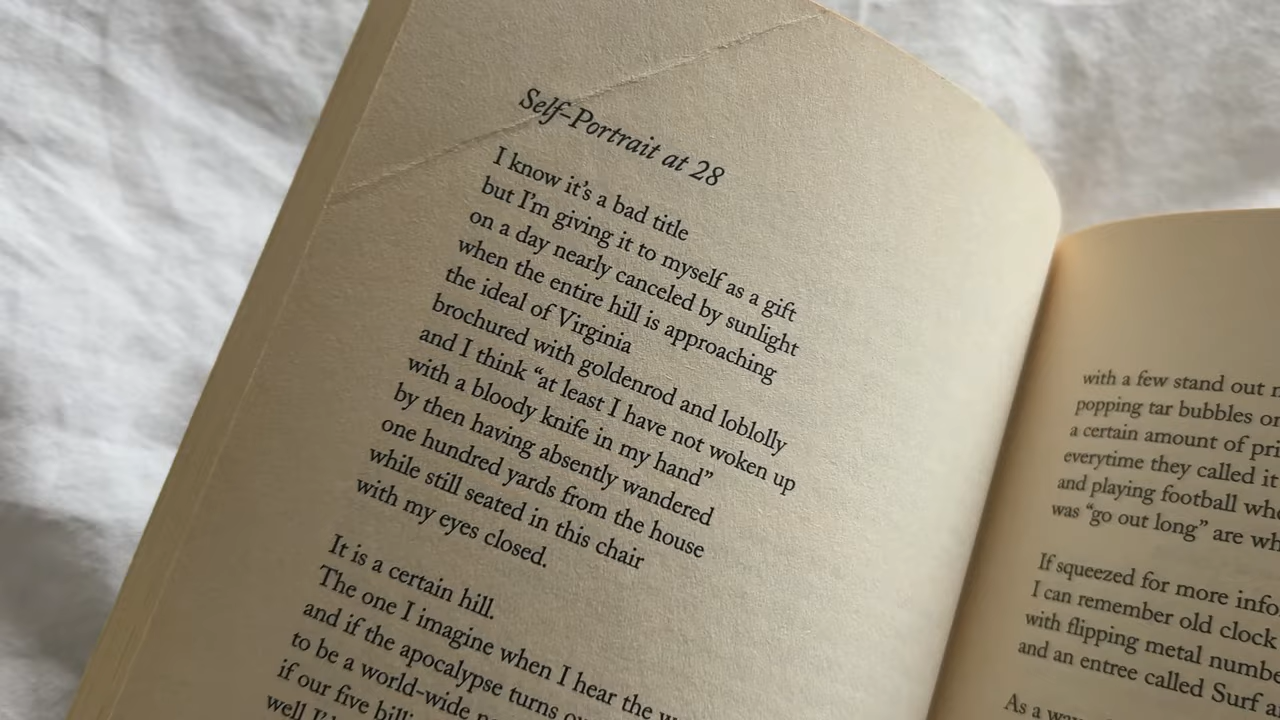 Self-Portrait at 28
I know it’s a bad title
but I’m giving it to myself as a gift
on a day nearly canceled by sunlight
when the entire hill is approaching
the ideal of Virginia
brochured with goldenrod and loblolly
and I think “at least I have not woken up
with a bloody knife in my hand”
by then having absently wandered
one hundred yards from the house
while still seated in this chair
with my eyes closed.
It is a certain hill.
The one I imagine when I hear the
and if the apocalypse turns
to be a world-wide
if our five
well
with a few stand out
popping tar bubbles
a certain amount of
everytime they called it
and playing football
was “go out long” are
If squeezed for more
I can remember old clock
with flipping metal
and an entree called Surf
As a